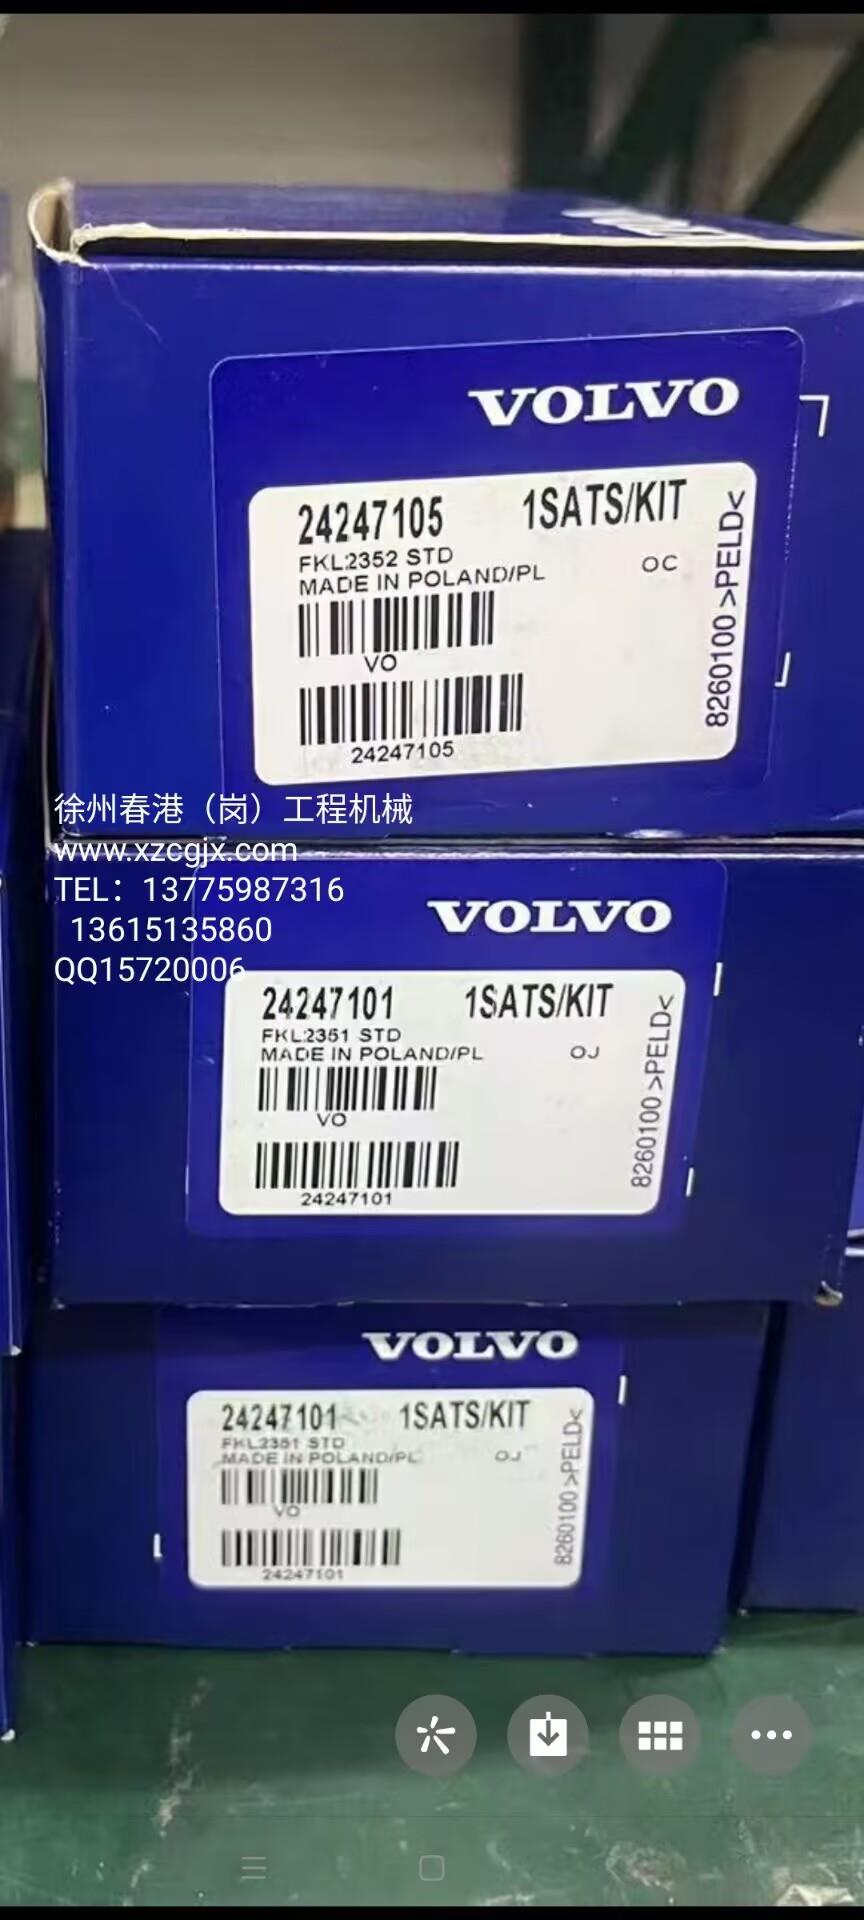 VOLVO
24247105 1SATS/KIT
FKL2352 STD
MADE IN POLAND/PL OC
VO
24247105
8260100 >PELD<
徐州春港（岗）工程机械
www.xzcgjx.com
TEL：13775987316
13615135860
QQ15720006
VOLVO
24247101 1SATS/KIT
FKL2351 STD
MADE IN POLAND/PL OJ
VO
24247101
8260100 >PELD<
VOLVO
24247101 1SATS/KIT
FKL2351 STD
MADE IN POLAND/PL OJ
VO
24247101
8260100 >PELD<